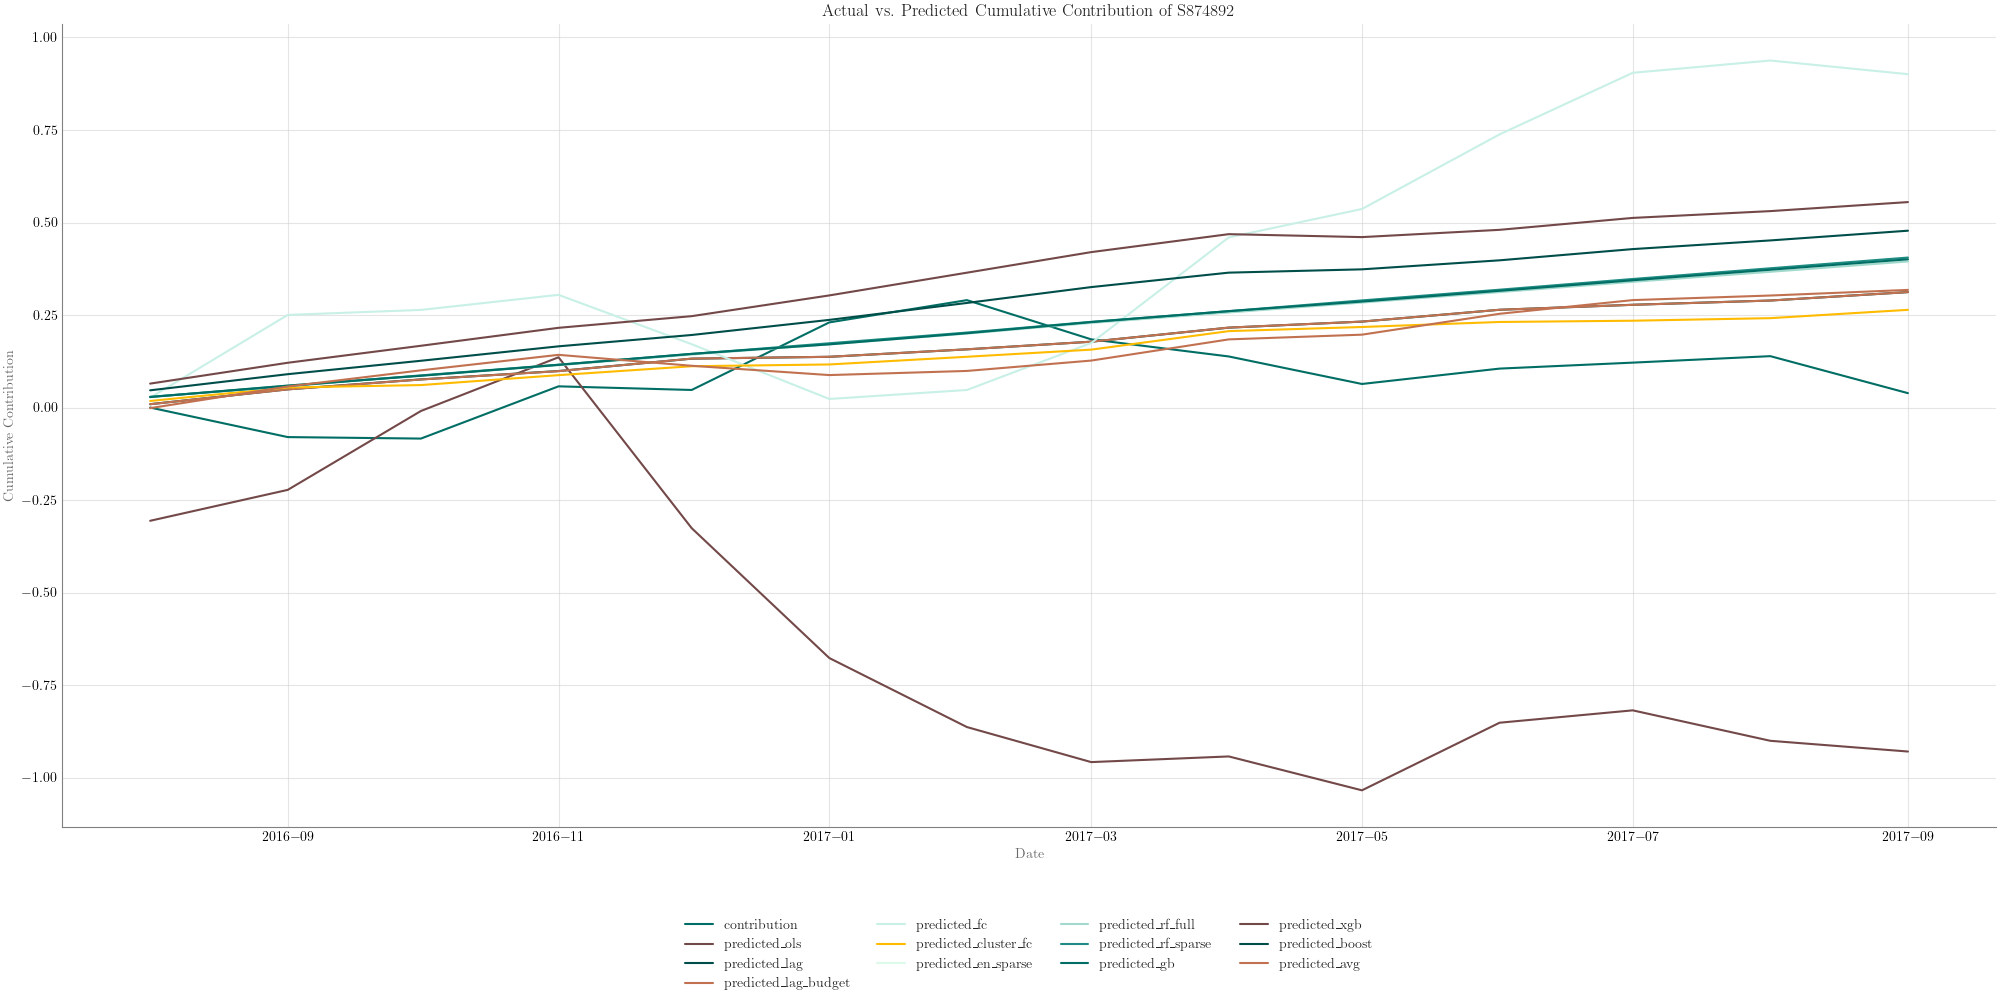 Actual vs. Predicted Cumulative Contribution of S874892
1.00
0.75
0.50
0.25
0.00
−0.25
−0.50
−0.75
−1.00
Cumulative Contribution
2016−09 2016−11 2017−01 2017−03 2017−05 2017−07 2017−09
Date
contribution predicted_fc predicted_rf_full predicted_xgb
predicted_ols predicted_cluster_fc predicted_rf_sparse predicted_boost
predicted_lag predicted_en_sparse predicted_gb predicted_avg
predicted_lag_budget